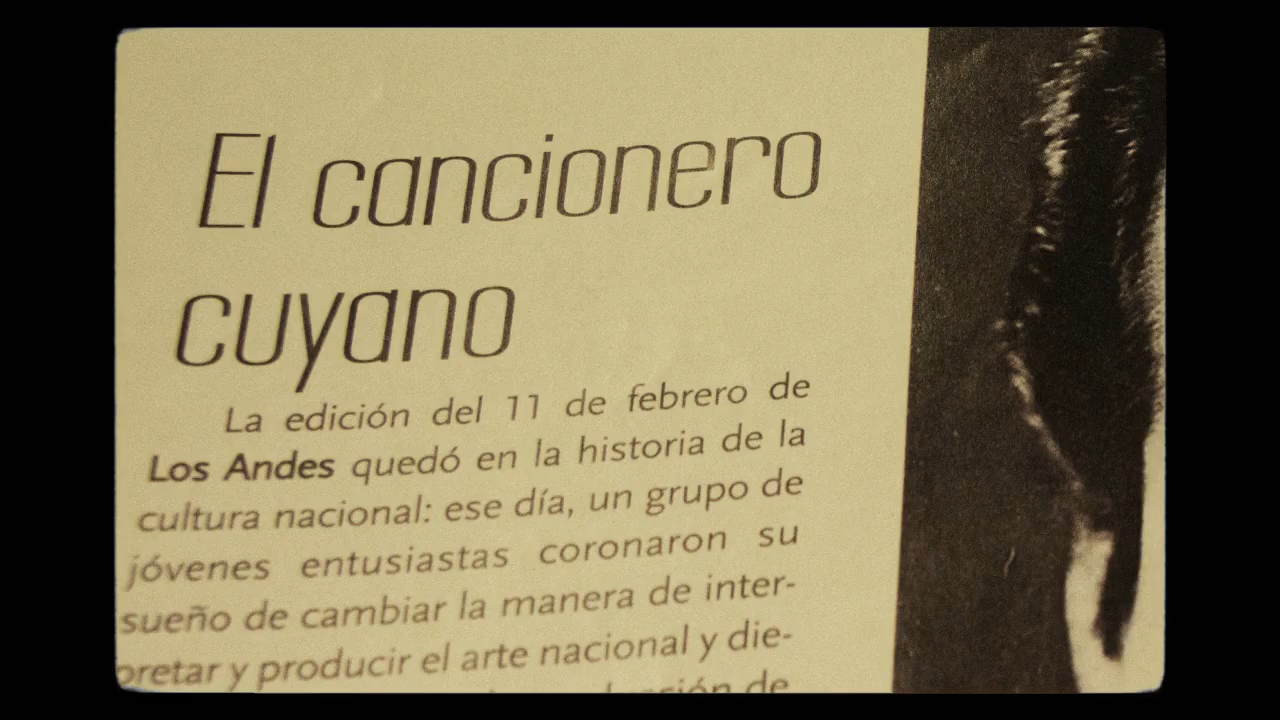 El cancionero
cuyano
La edición del 11 de febrero de
Los Andes quedó en la historia de la
cultura nacional: ese día, un grupo de
jóvenes entusiastas coronaron su
sueño de cambiar la manera de inter-
pretar y producir el arte nacional y die-
de